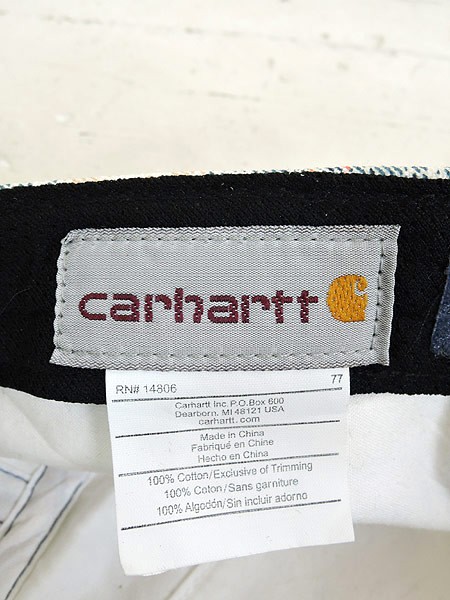 carhartt
RN# 14806 77
Carhartt Inc. P.O.Box 600
Dearborn, MI 48121 USA
carhartt.com
Made in China
Fabriqué en Chine
Hecho en China
100% Cotton/Exclusive of Trimming
100% Coton/Sans garniture
100% Algodón/Sin incluir adorno